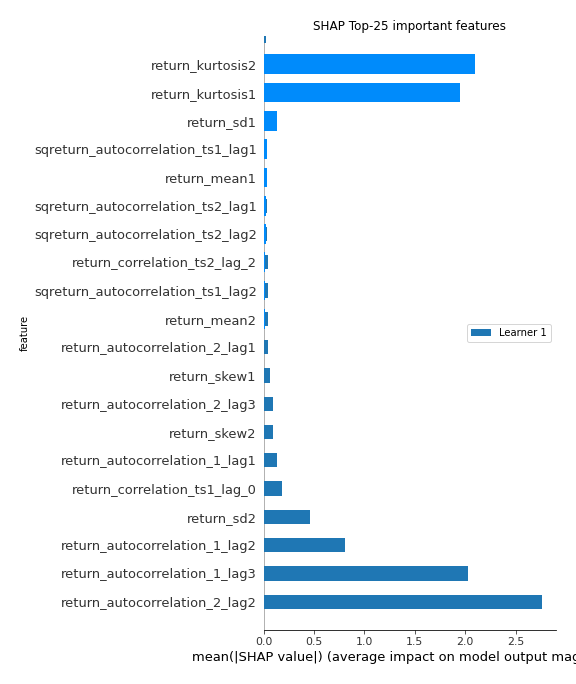 SHAP Top-25 important features
return_kurtosis2
return_kurtosis1
return_sd1
sqreturn_autocorrelation_ts1_lag1
return_mean1
sqreturn_autocorrelation_ts2_lag1
sqreturn_autocorrelation_ts2_lag2
return_correlation_ts2_lag_2
sqreturn_autocorrelation_ts1_lag2
return_mean2
return_autocorrelation_2_lag1
return_skew1
return_autocorrelation_2_lag3
return_skew2
return_autocorrelation_1_lag1
return_correlation_ts1_lag_0
return_sd2
return_autocorrelation_1_lag2
return_autocorrelation_1_lag3
return_autocorrelation_2_lag2
feature
Learner 1
0.0 0.5 1.0 1.5 2.0 2.5
mean(|SHAP value|) (average impact on model output mag